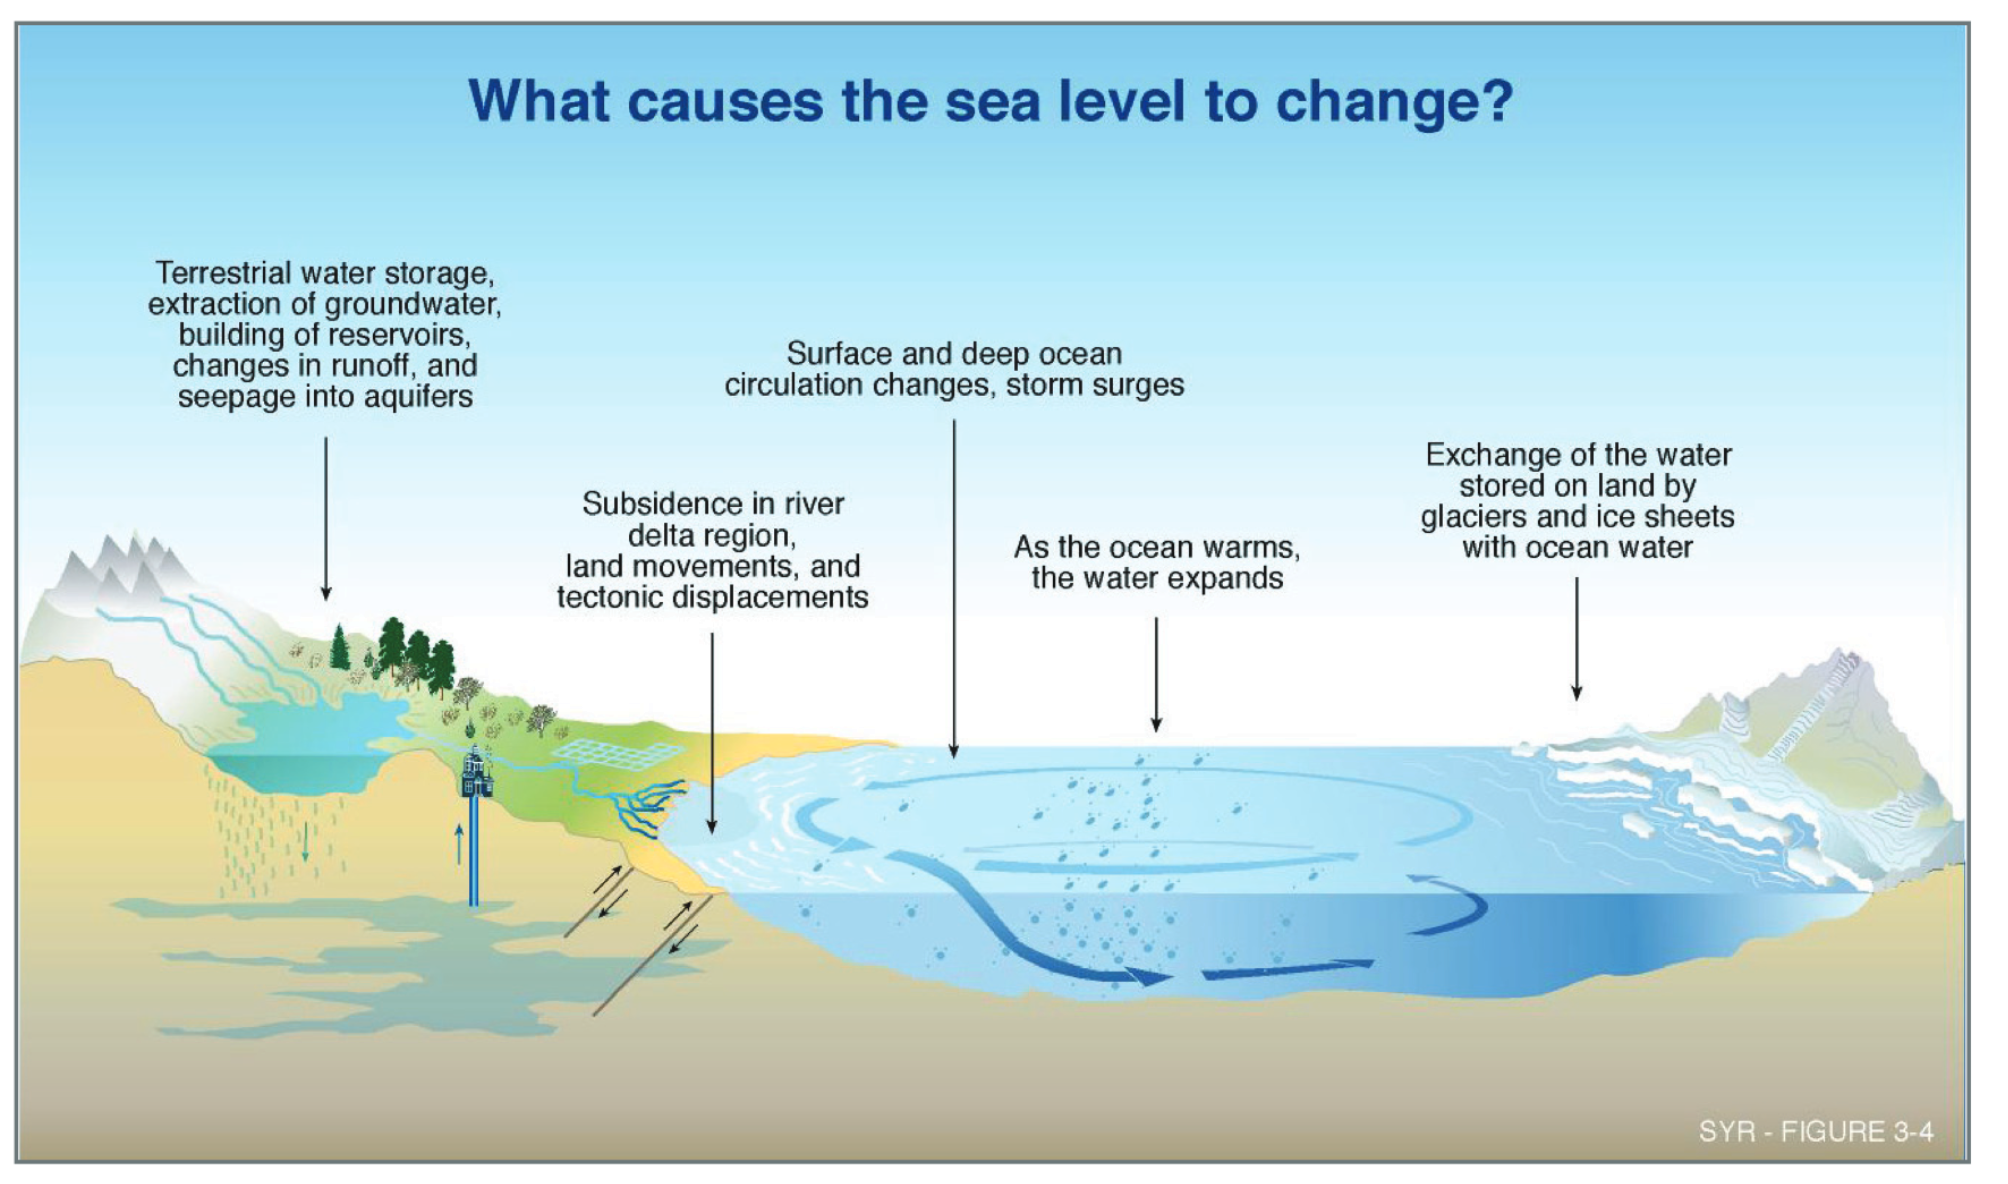 What causes the sea level to change?
Terrestrial water storage,
extraction of groundwater,
building of reservoirs,
changes in runoff, and
seepage into aquifers
Surface and deep ocean
circulation changes, storm surges
Subsidence in river
delta region,
land movements, and
tectonic displacements
As the ocean warms,
the water expands
Exchange of the water
stored on land by
glaciers and ice sheets
with ocean water
SYR - FIGURE 3-4